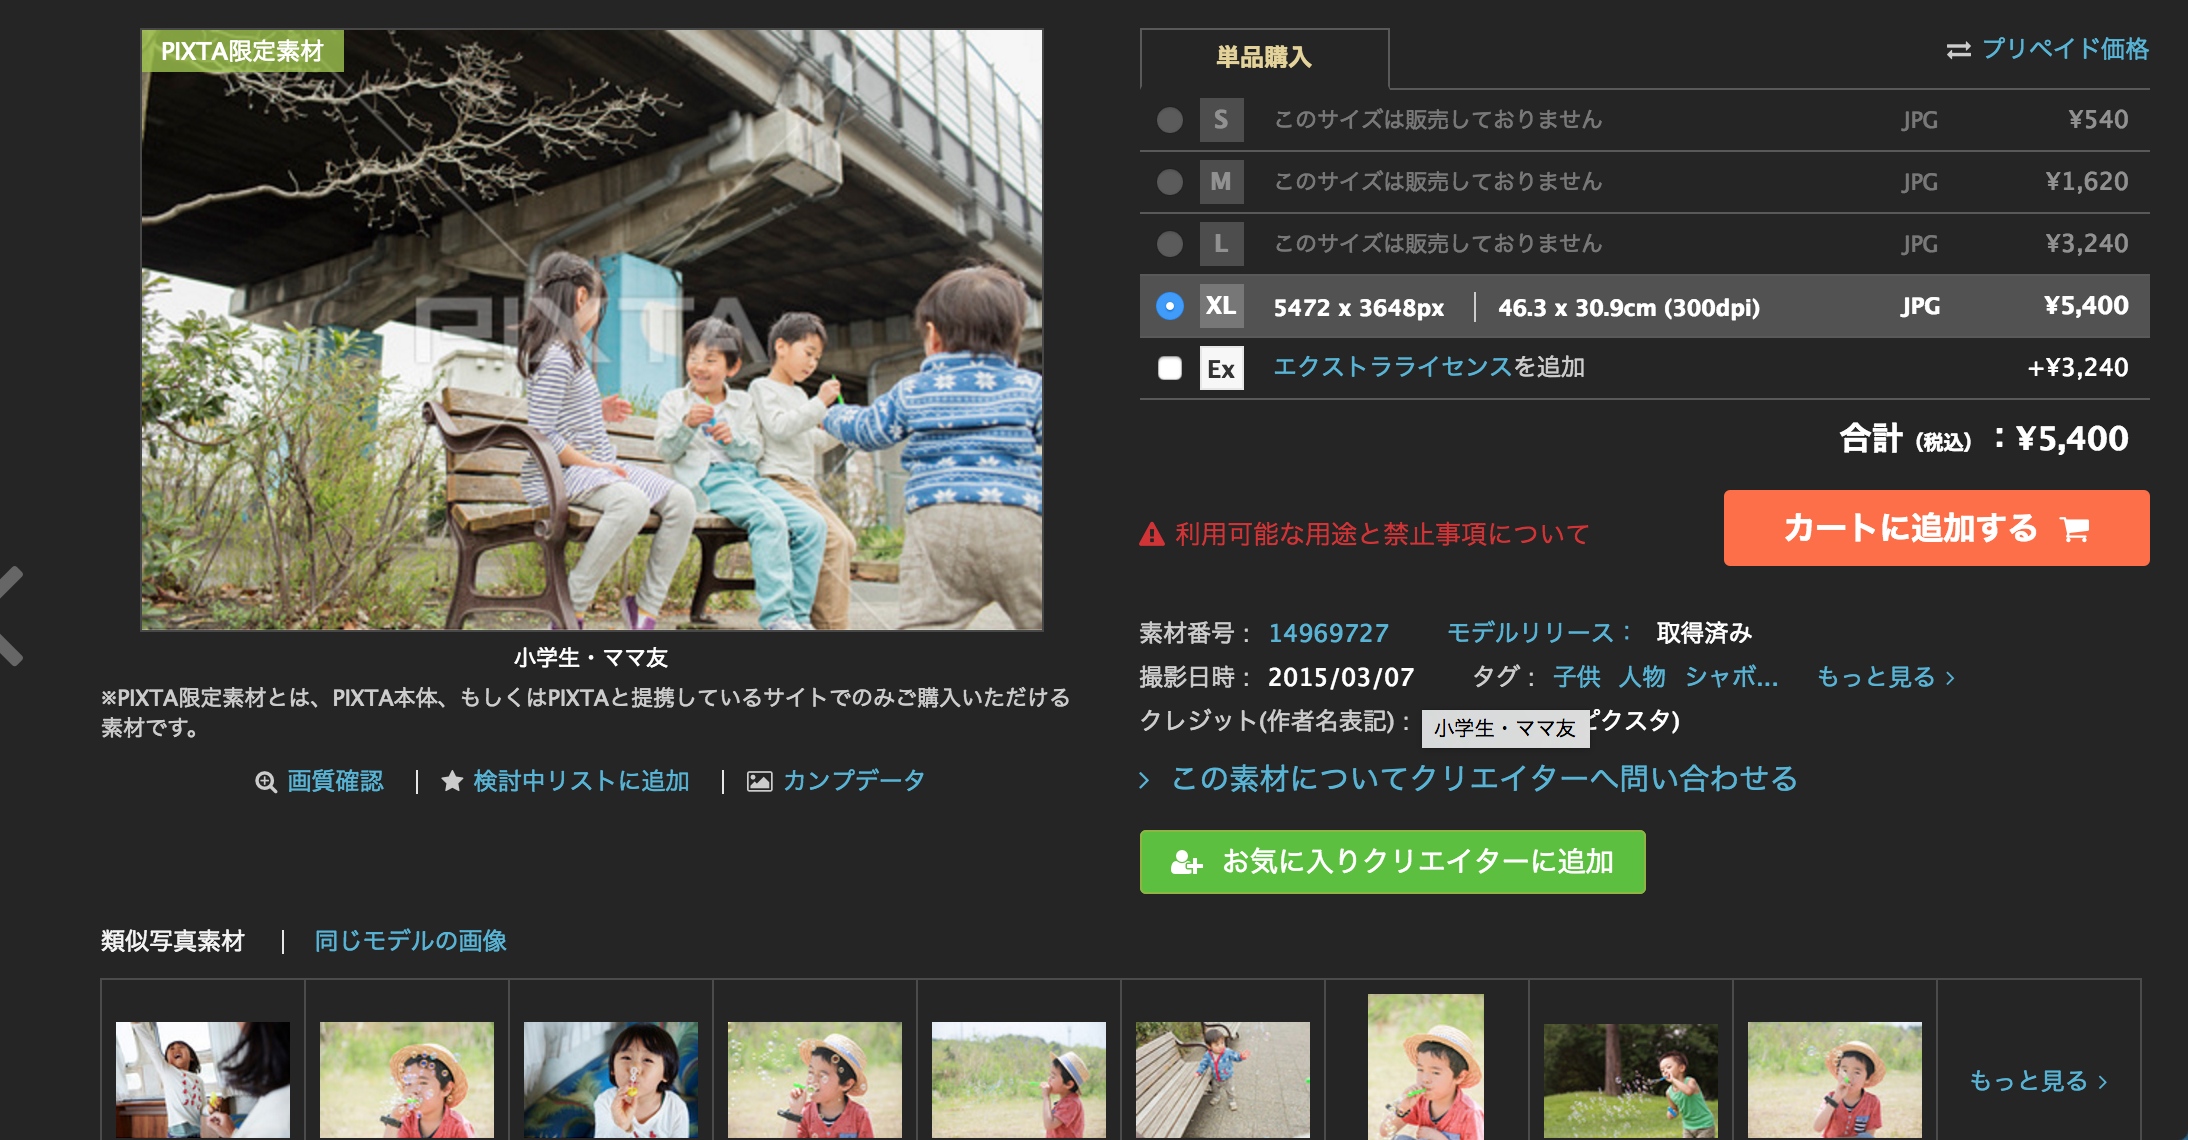 PIXTA限定素材
PIXTA
小学生・ママ友
※PIXTA限定素材とは、PIXTA本体、もしくはPIXTAと提携しているサイトでのみご購入いただける
素材です。
画質確認 | 検討中リストに追加 | カンプデータ
単品購入
プリペイド価格
S このサイズは販売しておりません JPG ¥540
M このサイズは販売しておりません JPG ¥1,620
L このサイズは販売しておりません JPG ¥3,240
XL 5472 x 3648px | 46.3 x 30.9cm (300dpi) JPG ¥5,400
Ex エクストラライセンスを追加 +¥3,240
合計 (税込) : ¥5,400
利用可能な用途と禁止事項について
カートに追加する
素材番号 : 14969727 モデルリリース : 取得済み
撮影日時 : 2015/03/07 タグ : 子供 人物 シャボ... もっと見る ›
クレジット(作者名表記) : 小学生・ママ友 ピクスタ)
› この素材についてクリエイターへ問い合わせる
お気に入りクリエイターに追加
類似写真素材 | 同じモデルの画像
もっと見る ›